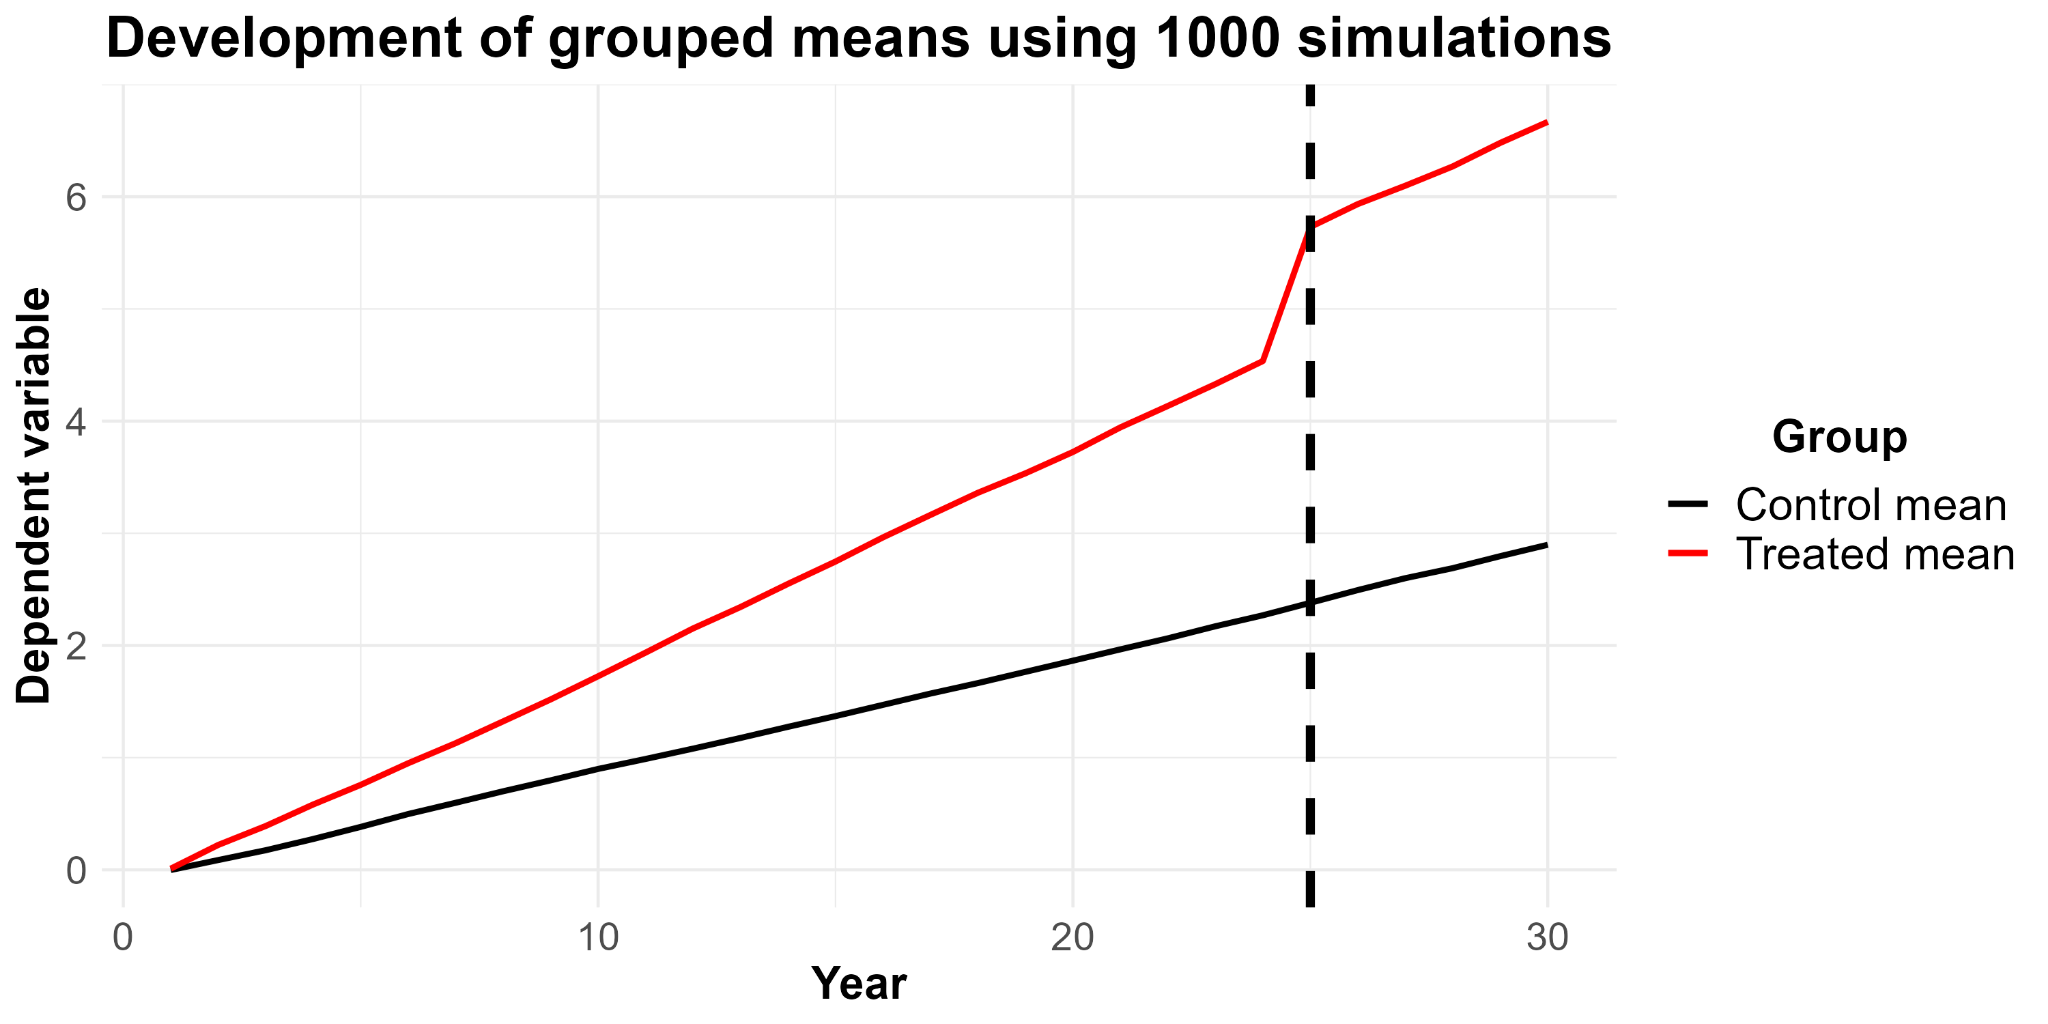 Development of grouped means using 1000 simulations
Dependent variable
6
4
2
0
0 10 20 30
Year
Group
Control mean
Treated mean